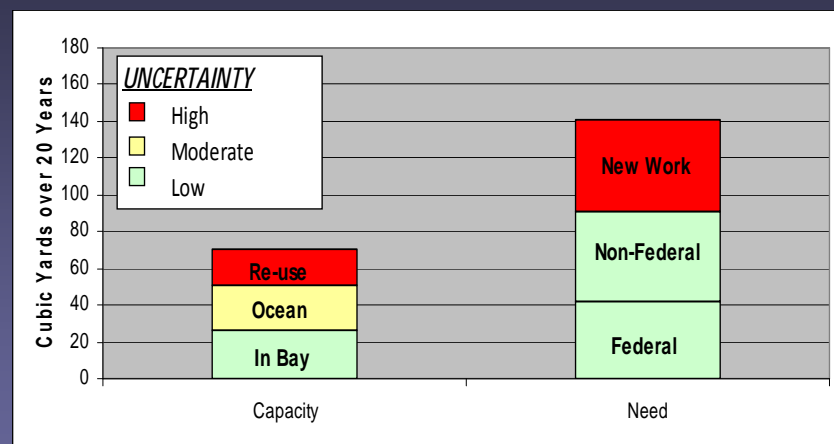 Cubic Yards over 20 Years
180
160
140
120
100
80
60
40
20
0
UNCERTAINTY
High
Moderate
Low
Re-use
Ocean
In Bay
New Work
Non-Federal
Federal
Capacity
Need